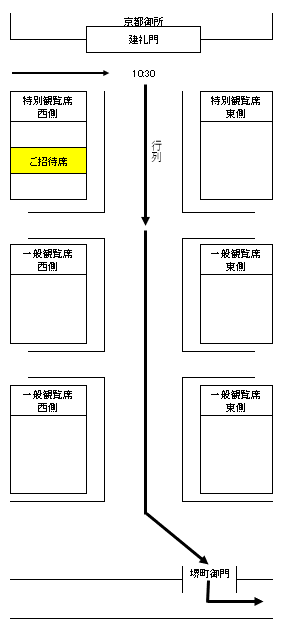 京都御所
建礼門
10:30
特別観覧席
西側
ご招待席
行列
特別観覧席
東側
一般観覧席
西側
一般観覧席
東側
一般観覧席
西側
一般観覧席
東側
堺町御門